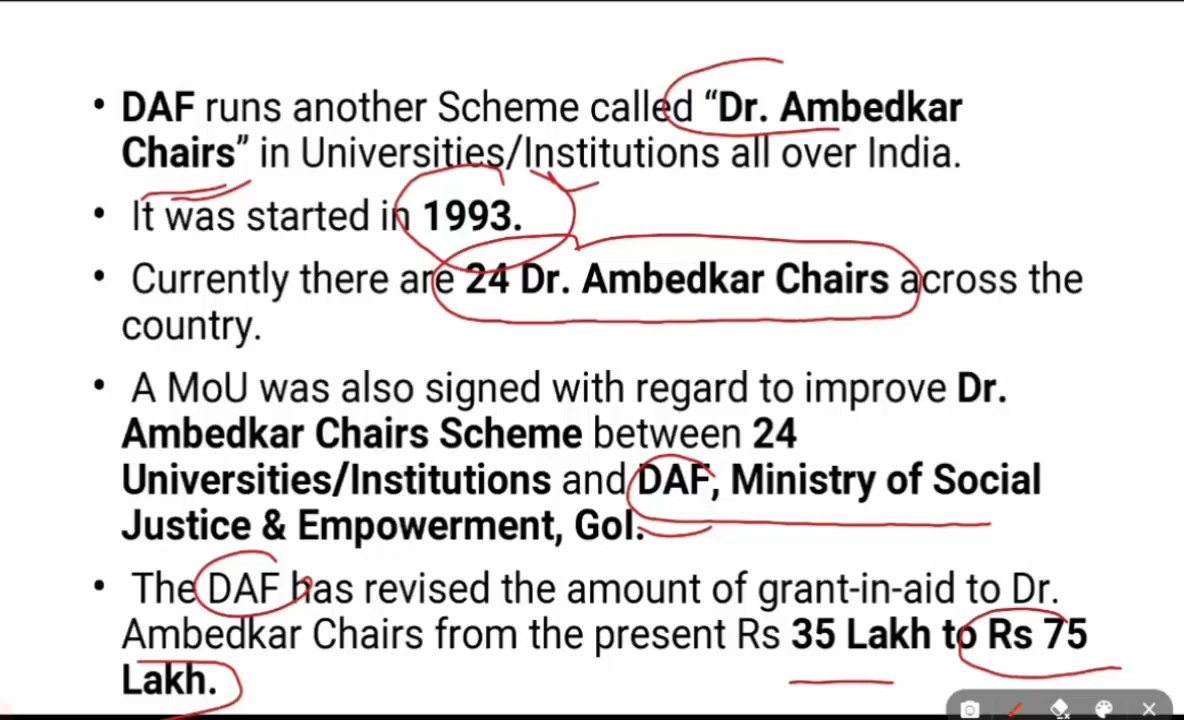 • DAF runs another Scheme called “Dr. Ambedkar
Chairs” in Universities/Institutions all over India.
• It was started in 1993.
• Currently there are 24 Dr. Ambedkar Chairs across the
country.
• A MoU was also signed with regard to improve Dr.
Ambedkar Chairs Scheme between 24
Universities/Institutions and DAF, Ministry of Social
Justice & Empowerment, GoI.
• The DAF has revised the amount of grant-in-aid to Dr.
Ambedkar Chairs from the present Rs 35 Lakh to Rs 75
Lakh.